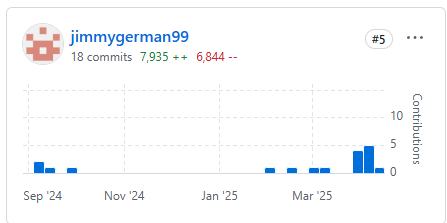 jimmygerman99
#5
...
18 commits 7,935 ++ 6,844 --
10
5
0
Contributions
Sep '24 Nov '24 Jan '25 Mar '25